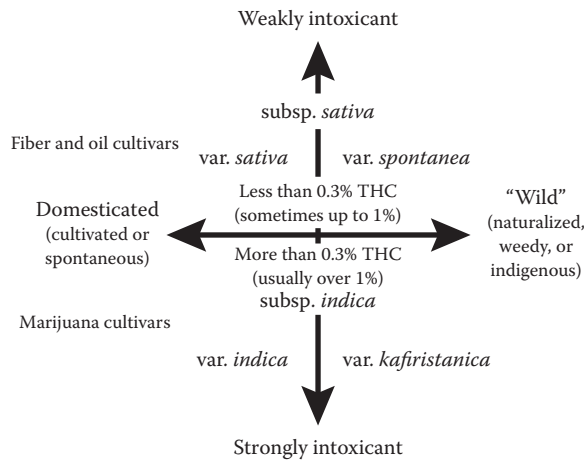 Weakly intoxicant
subsp. sativa
Fiber and oil cultivars
var. sativa
var. spontanea
Less than 0.3% THC
(sometimes up to 1%)
Domesticated
(cultivated or
spontaneous)
“Wild”
(naturalized,
weedy, or
indigenous)
More than 0.3% THC
(usually over 1%)
subsp. indica
Marijuana cultivars
var. indica
var. kafiristanica
Strongly intoxicant